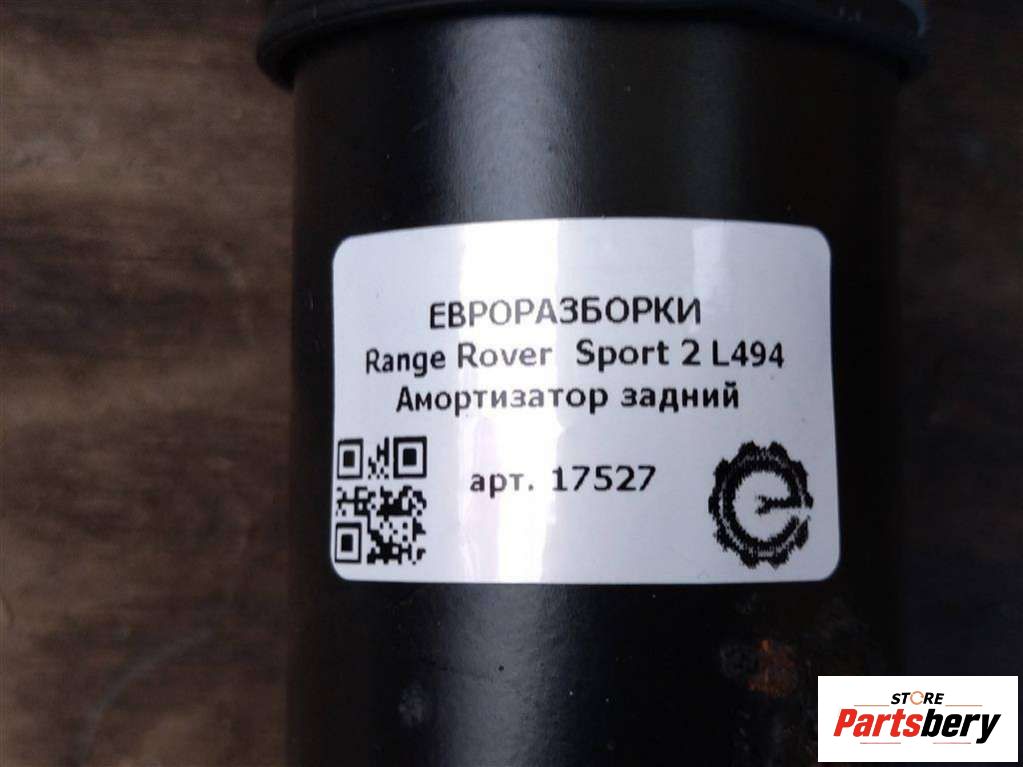 ЕВРОРАЗБОРКИ
Range Rover Sport 2 L494
Амортизатор задний
арт. 17527
STORE
Partsbery